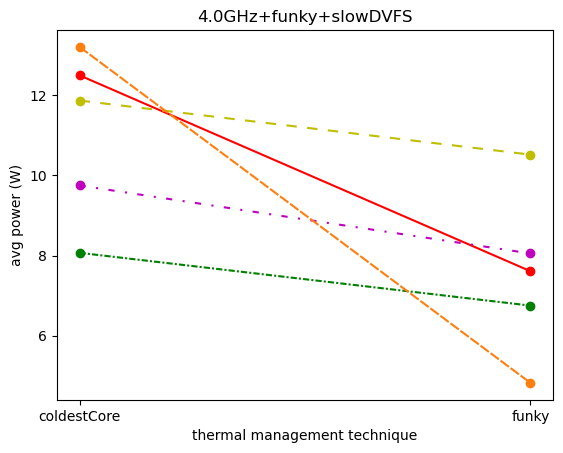 4.0GHz+funky+slowDVFS
avg power (W)
12
10
8
6
coldestCore
funky
thermal management technique